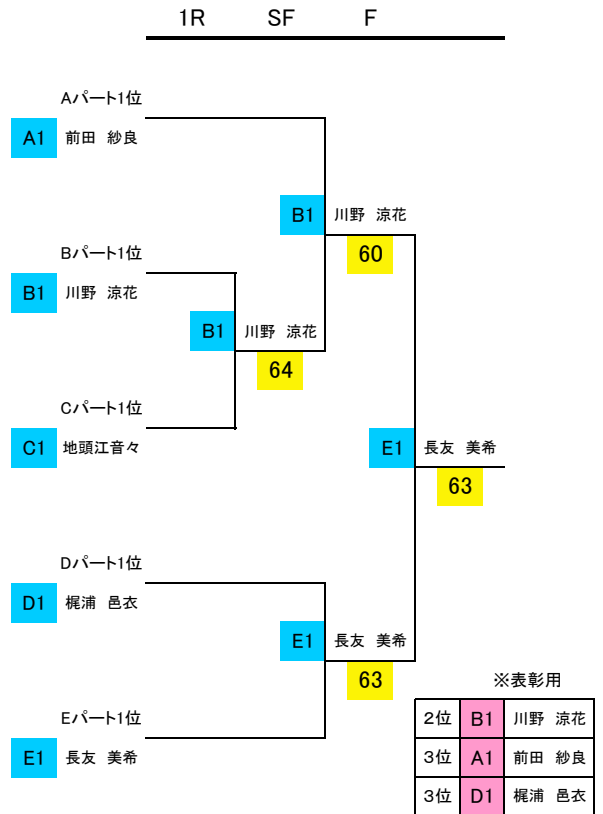 1R SF F
Aパート1位
A1 前田 紗良
B1 川野 涼花
60
Bパート1位
B1 川野 涼花
B1 川野 涼花
64
Cパート1位
C1 地頭江音々
E1 長友 美希
63
Dパート1位
D1 梶浦 邑衣
E1 長友 美希
63
※表彰用
Eパート1位
E1 長友 美希
2位 B1 川野 涼花
3位 A1 前田 紗良
3位 D1 梶浦 邑衣